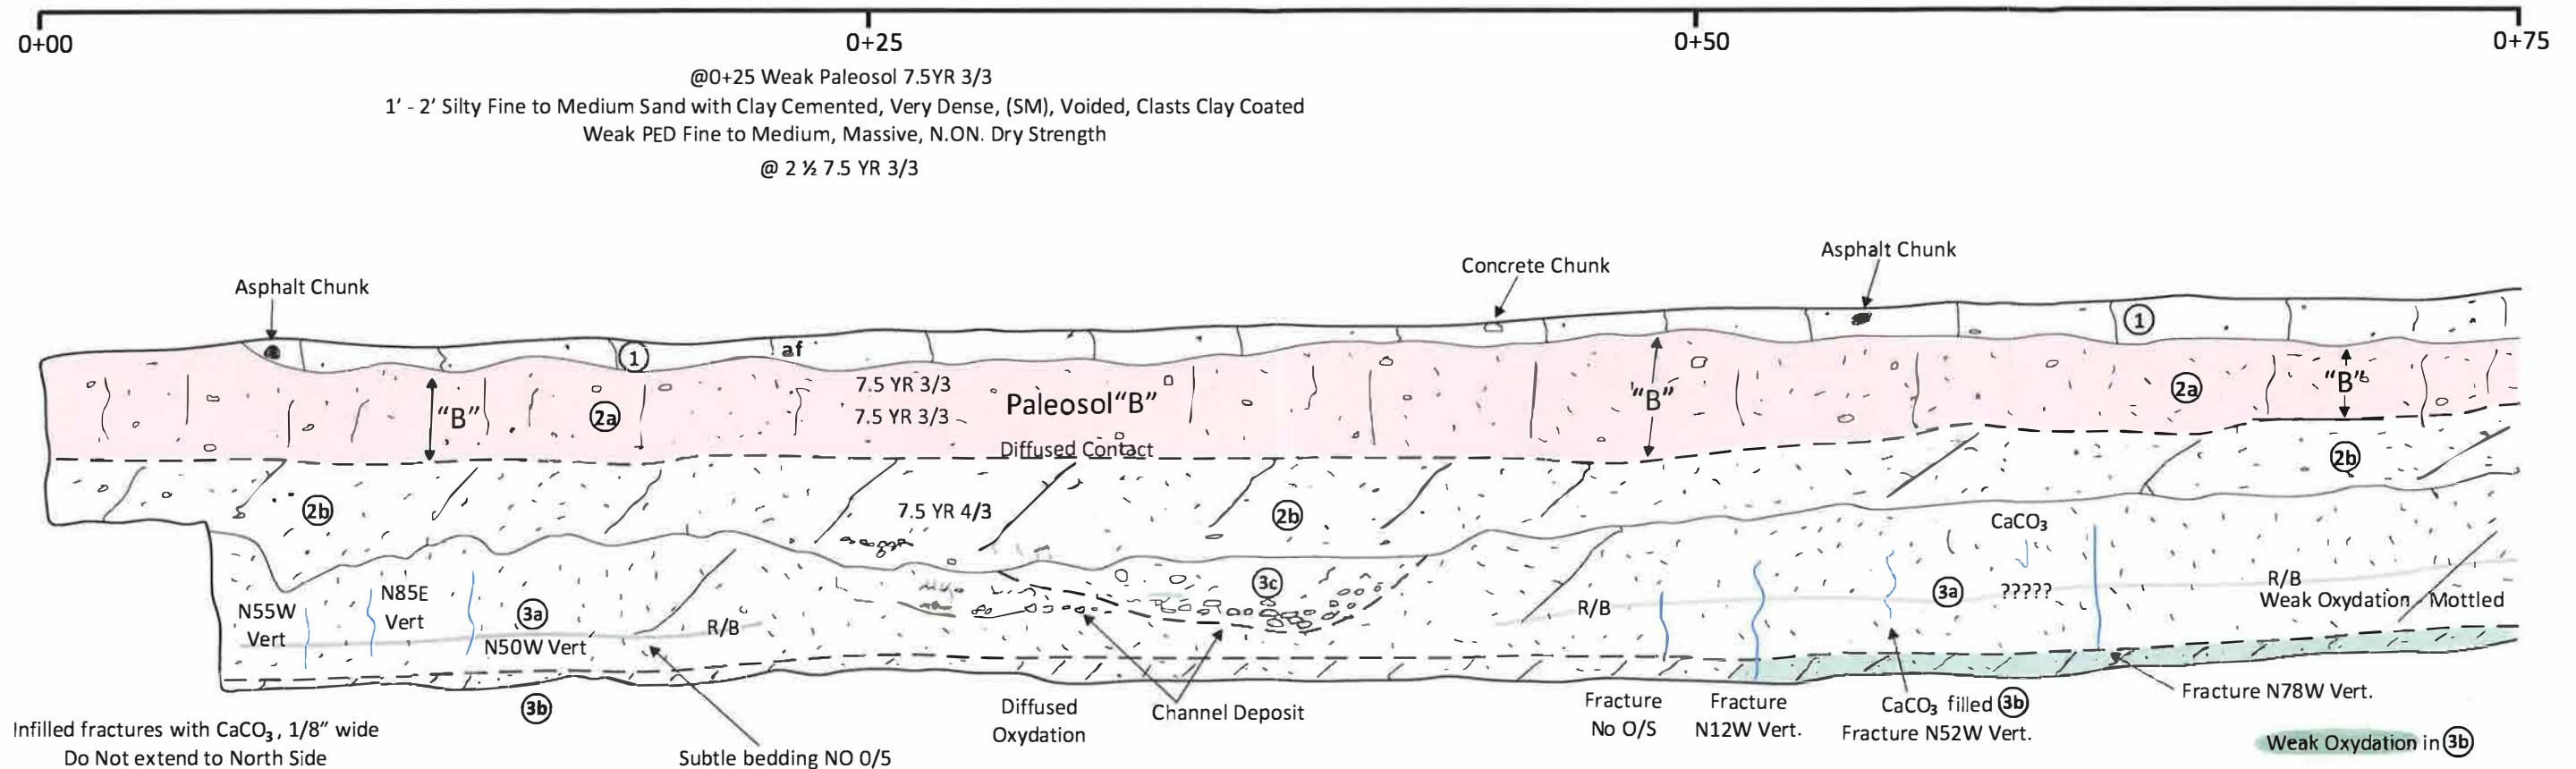 0+00 0+25 0+50 0+75
@0+25 Weak Paleosol 7.5YR 3/3
1' - 2' Silty Fine to Medium Sand with Clay Cemented, Very Dense, (SM), Voided, Clasts Clay Coated
Weak PED Fine to Medium, Massive, N.ON. Dry Strength
@ 2 ½ 7.5 YR 3/3
Asphalt Chunk
Concrete Chunk
Asphalt Chunk
1
af
1
"B"
2a
7.5 YR 3/3
7.5 YR 3/3
Paleosol "B"
Diffused Contact
"B"
2a
"B"
2b
7.5 YR 4/3
2b
2b
N55W
Vert
N85E
Vert
3a
N50W Vert
R/B
3c
R/B
CaCO₃
3a
?????
R/B
Weak Oxydation - Mottled
3b
Infilled fractures with CaCO₃, 1/8" wide
Do Not extend to North Side
Subtle bedding NO 0/5
Diffused
Oxydation
Channel Deposit
Fracture
No O/S
Fracture
N12W Vert.
CaCO₃ filled 3b
Fracture N52W Vert.
Fracture N78W Vert.
Weak Oxydation in 3b